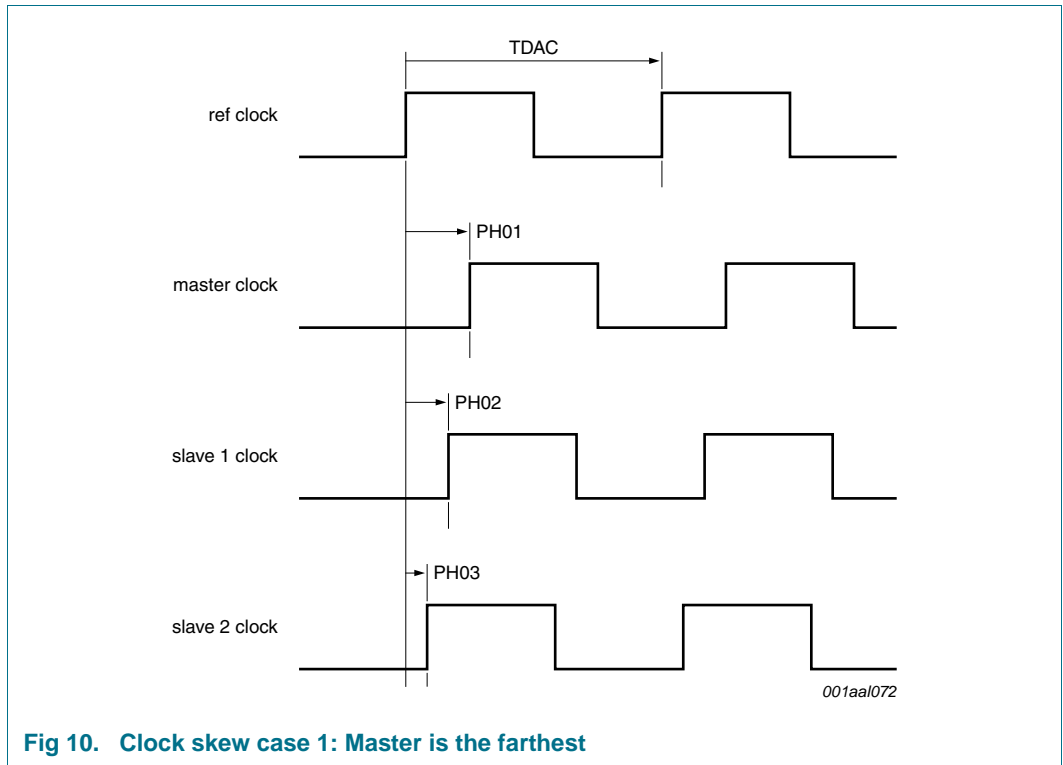 TDAC
ref clock
PH01
master clock
PH02
slave 1 clock
PH03
slave 2 clock
001aal072
Fig 10. Clock skew case 1: Master is the farthest